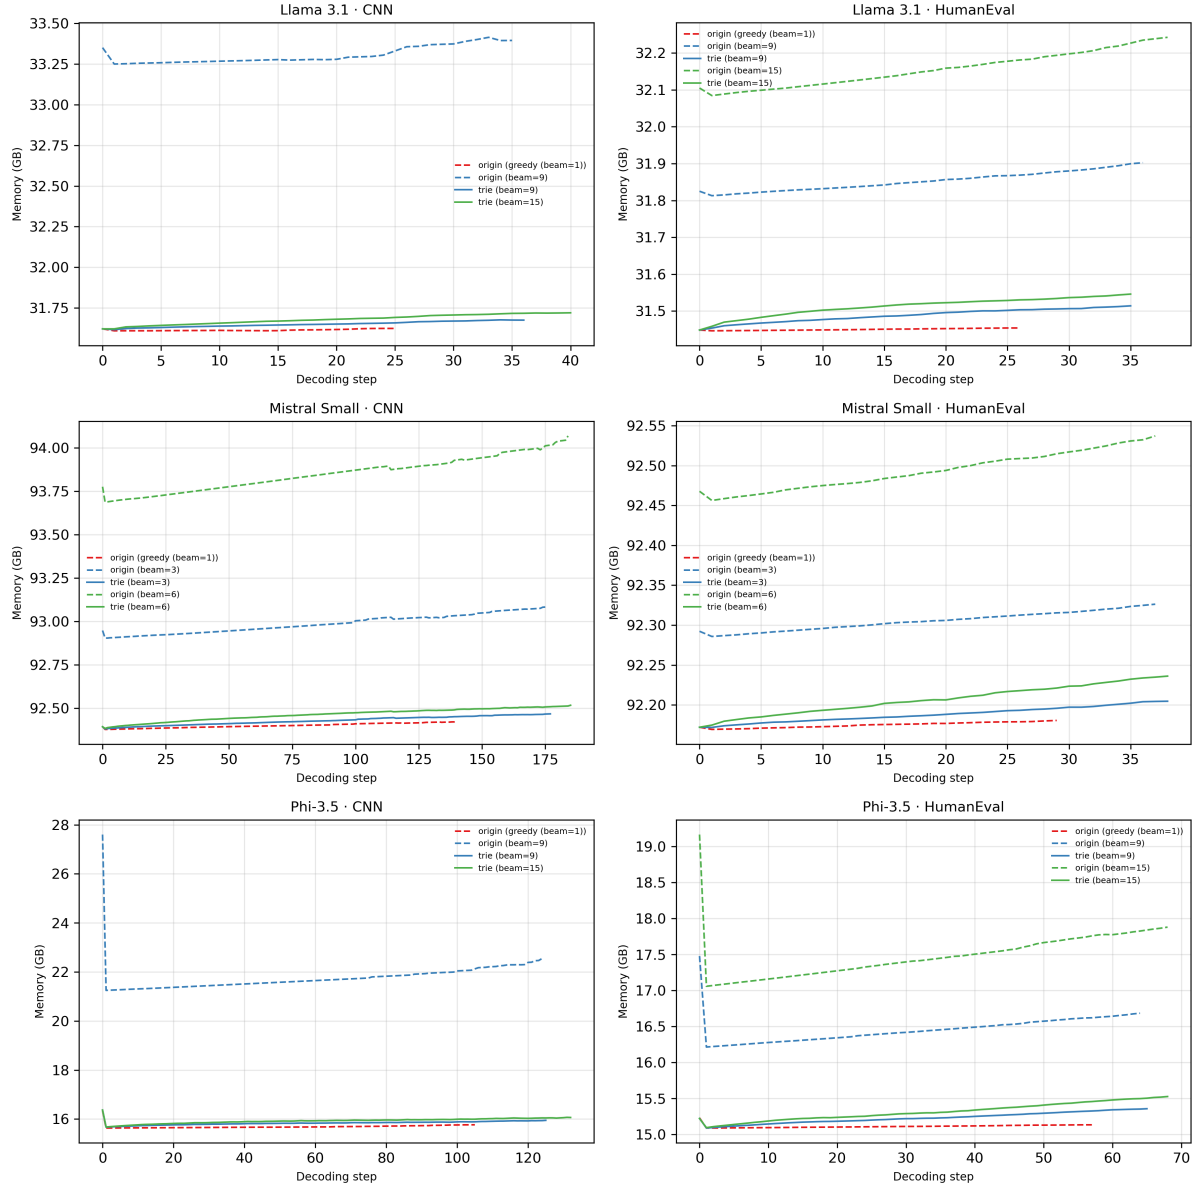 Llama 3.1 · CNN
Memory (GB)
33.50
33.25
33.00
32.75
32.50
32.25
32.00
31.75
origin (greedy (beam=1))
origin (beam=9)
trie (beam=9)
trie (beam=15)
0 5 10 15 20 25 30 35 40
Decoding step
Llama 3.1 · HumanEval
Memory (GB)
32.2
32.1
32.0
31.9
31.8
31.7
31.6
31.5
origin (greedy (beam=1))
origin (beam=9)
trie (beam=9)
origin (beam=15)
trie (beam=15)
0 5 10 15 20 25 30 35
Decoding step
Mistral Small · CNN
Memory (GB)
94.00
93.75
93.50
93.25
93.00
92.75
92.50
origin (greedy (beam=1))
origin (beam=3)
trie (beam=3)
origin (beam=6)
trie (beam=6)
0 25 50 75 100 125 150 175
Decoding step
Mistral Small · HumanEval
Memory (GB)
92.55
92.50
92.45
92.40
92.35
92.30
92.25
92.20
origin (greedy (beam=1))
origin (beam=3)
trie (beam=3)
origin (beam=6)
trie (beam=6)
0 5 10 15 20 25 30 35
Decoding step
Phi-3.5 · CNN
Memory (GB)
28
26
24
22
20
18
16
origin (greedy (beam=1))
origin (beam=9)
trie (beam=9)
trie (beam=15)
0 20 40 60 80 100 120
Decoding step
Phi-3.5 · HumanEval
Memory (GB)
19.0
18.5
18.0
17.5
17.0
16.5
16.0
15.5
15.0
origin (greedy (beam=1))
origin (beam=9)
trie (beam=9)
origin (beam=15)
trie (beam=15)
0 10 20 30 40 50 60 70
Decoding step